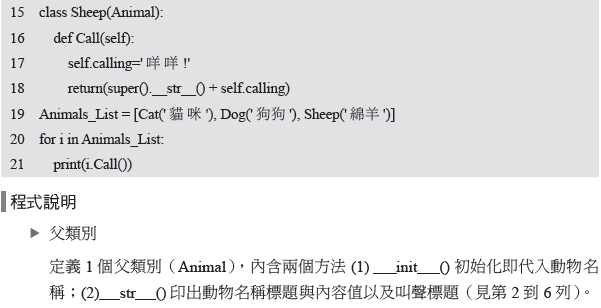 15 class Sheep(Animal):
16 def Call(self):
17 self.calling=' 咩 咩 !'
18 return(super().__str__() + self.calling)
19 Animals_List = [Cat(' 貓 咪 '), Dog(' 狗狗 '), Sheep(' 綿羊 ')]
20 for i in Animals_List:
21 print(i.Call())
程式說明
▶ 父類別
定義 1 個父類別（Animal），內含兩個方法 (1) __init__() 初始化即代入動物名
稱；(2)__str__() 印出動物名稱標題與內容值以及叫聲標題（見第 2 到 6 列）。